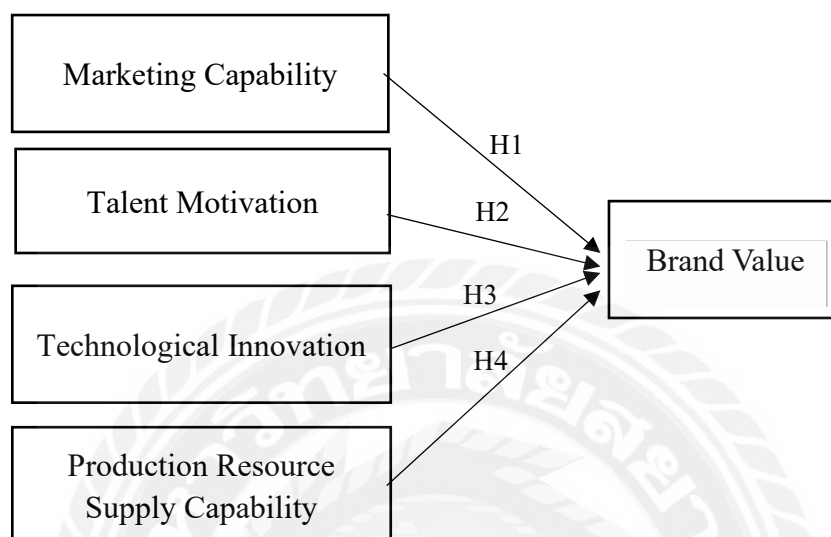 Marketing Capability
H1
Talent Motivation
H2
Brand Value
H3
Technological Innovation
H4
Production Resource
Supply Capability